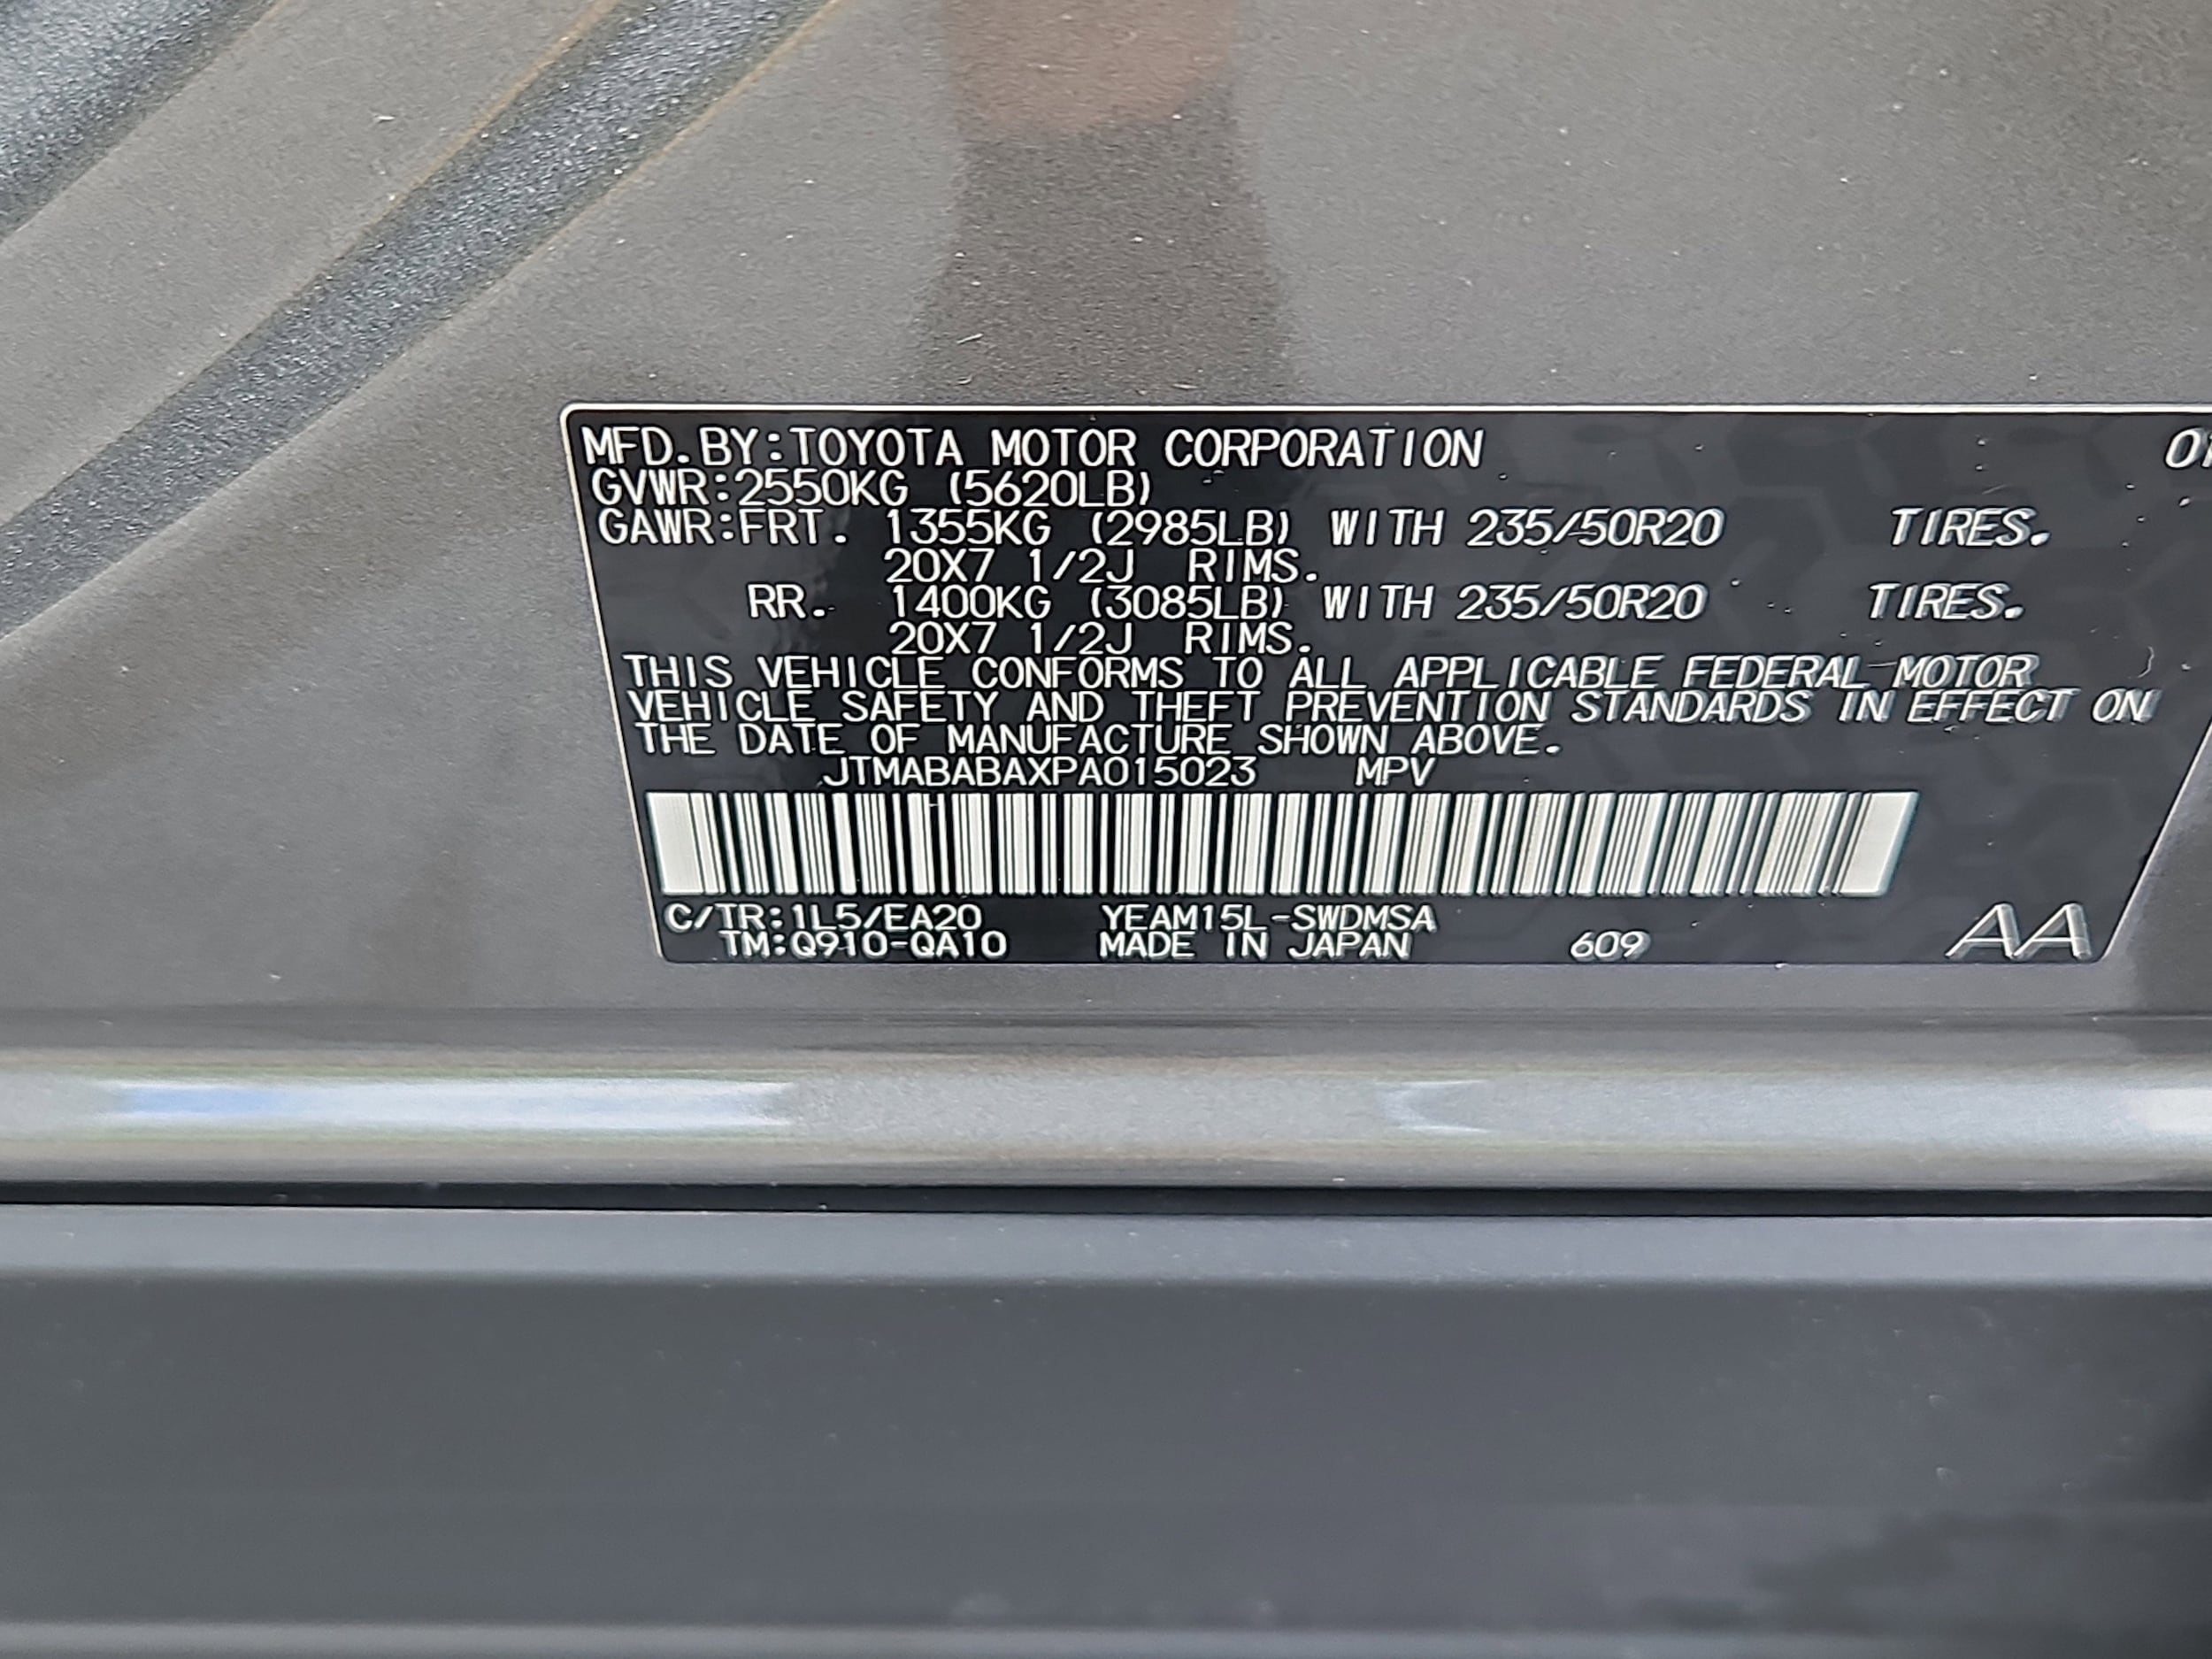 MFD.BY:TOYOTA MOTOR CORPORATION
GVWR:2550KG (5620LB)
GAWR:FRT. 1355KG (2985LB) WITH 235/50R20 TIRES.
20X7 1/2J RIMS.
RR. 1400KG (3085LB) WITH 235/50R20 TIRES.
20X7 1/2J RIMS.
THIS VEHICLE CONFORMS TO ALL APPLICABLE FEDERAL MOTOR
VEHICLE SAFETY AND THEFT PREVENTION STANDARDS IN EFFECT ON
THE DATE OF MANUFACTURE SHOWN ABOVE.
JTMABABAXPA015023 MPV
C/TR:1L5/EA20 YEAM15L-SWDMSA
TM:Q910-QA10 MADE IN JAPAN 609 AA